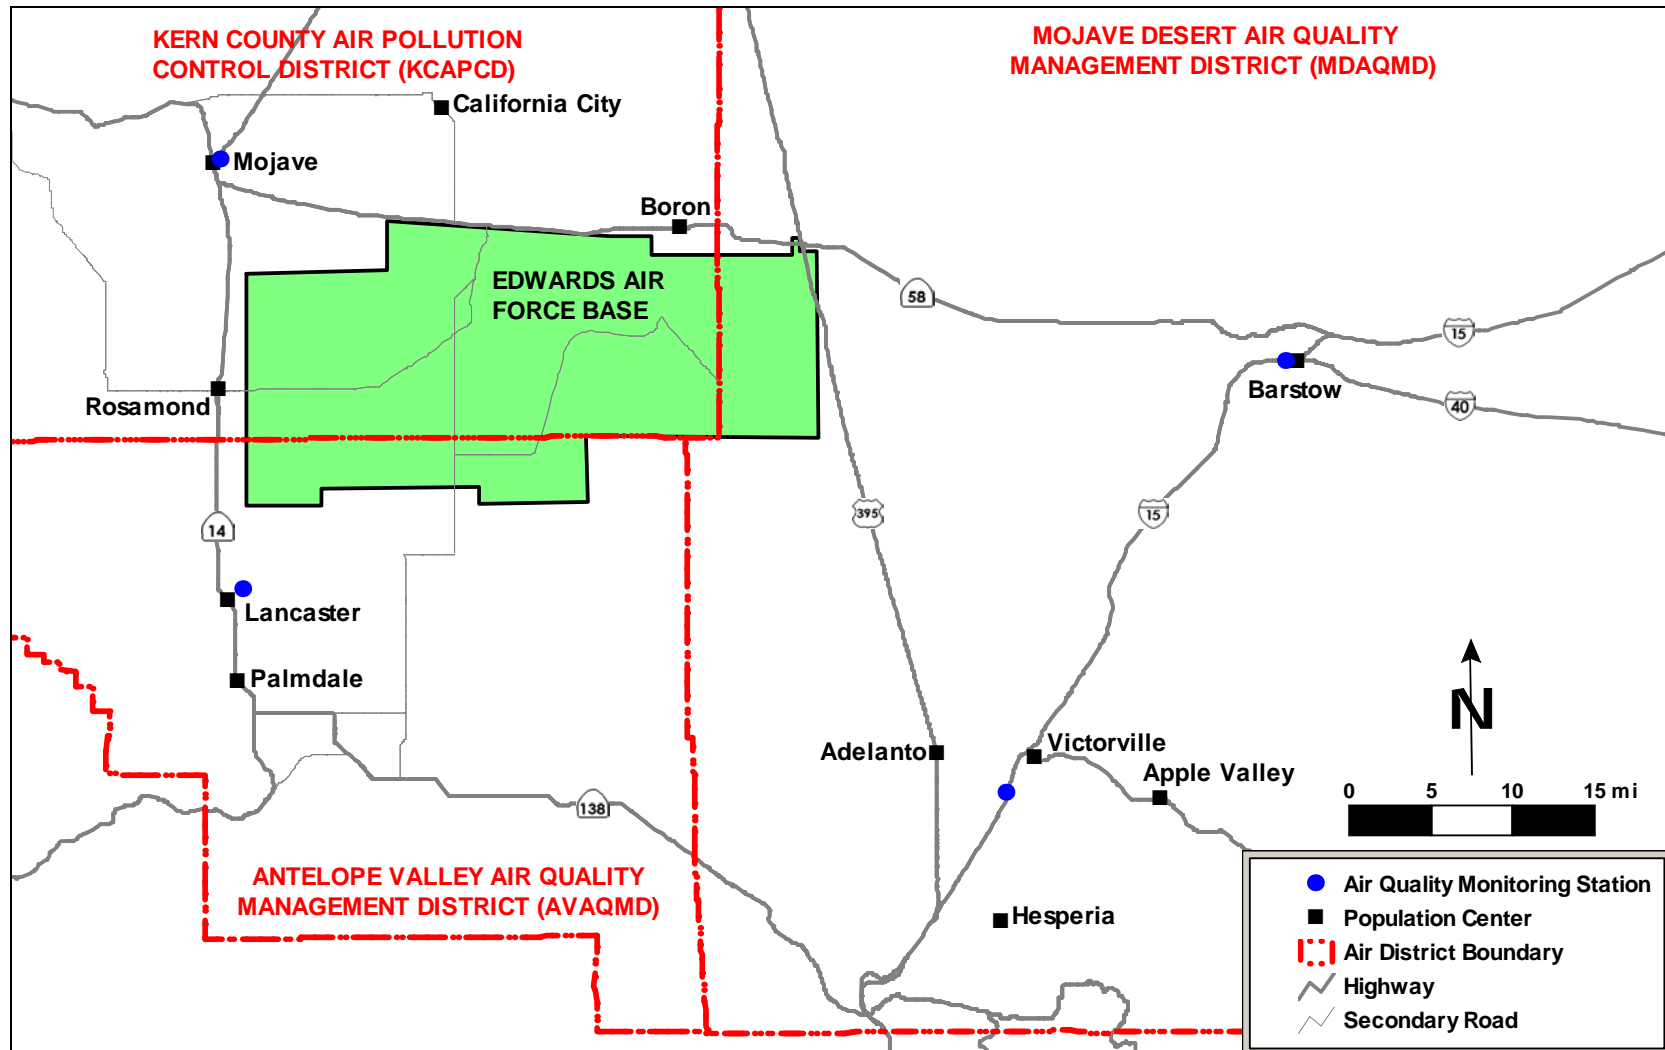 KERN COUNTY AIR POLLUTION
CONTROL DISTRICT (KCAPCD)
MOJAVE DESERT AIR QUALITY
MANAGEMENT DISTRICT (MDAQMD)
California City
Mojave
Boron
EDWARDS AIR
FORCE BASE
58
15
Barstow
40
Rosamond
14
395
15
Lancaster
Palmdale
N
Adelanto
Victorville
Apple Valley
138
0 5 10 15 mi
ANTELOPE VALLEY AIR QUALITY
MANAGEMENT DISTRICT (AVAQMD)
Hesperia
Air Quality Monitoring Station
Population Center
Air District Boundary
Highway
Secondary Road